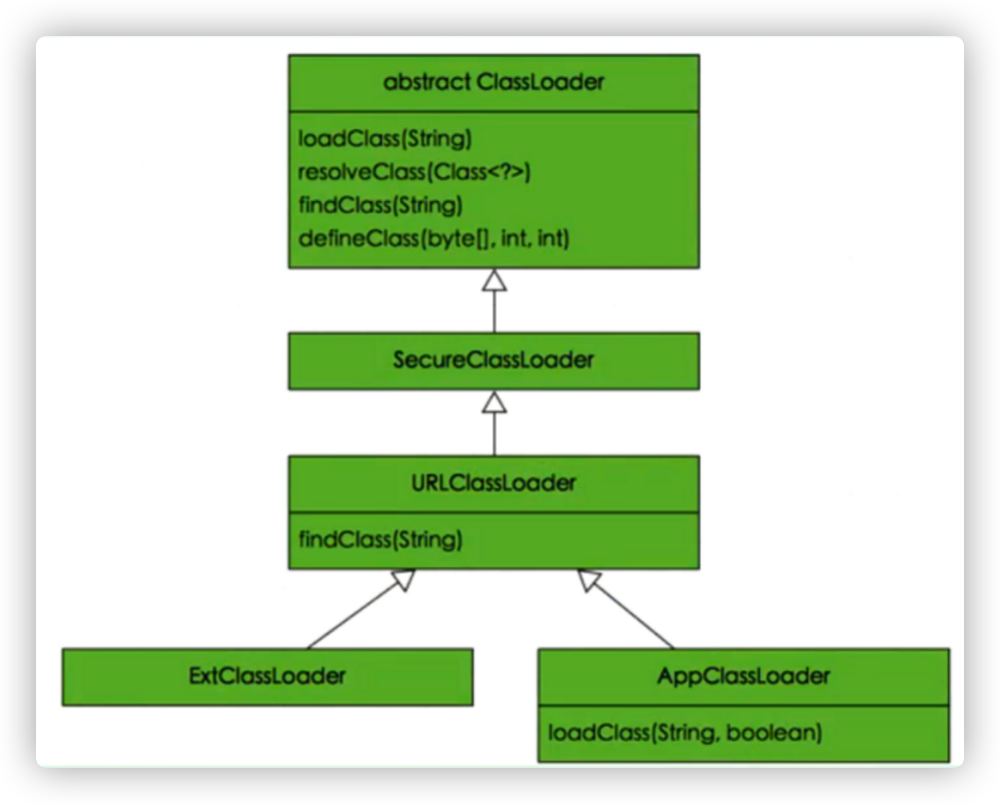 abstract ClassLoader
loadClass(String)
resolveClass(Class<?>)
findClass(String)
defineClass(byte[], int, int)
SecureClassLoader
URLClassLoader
findClass(String)
ExtClassLoader
AppClassLoader
loadClass(String, boolean)